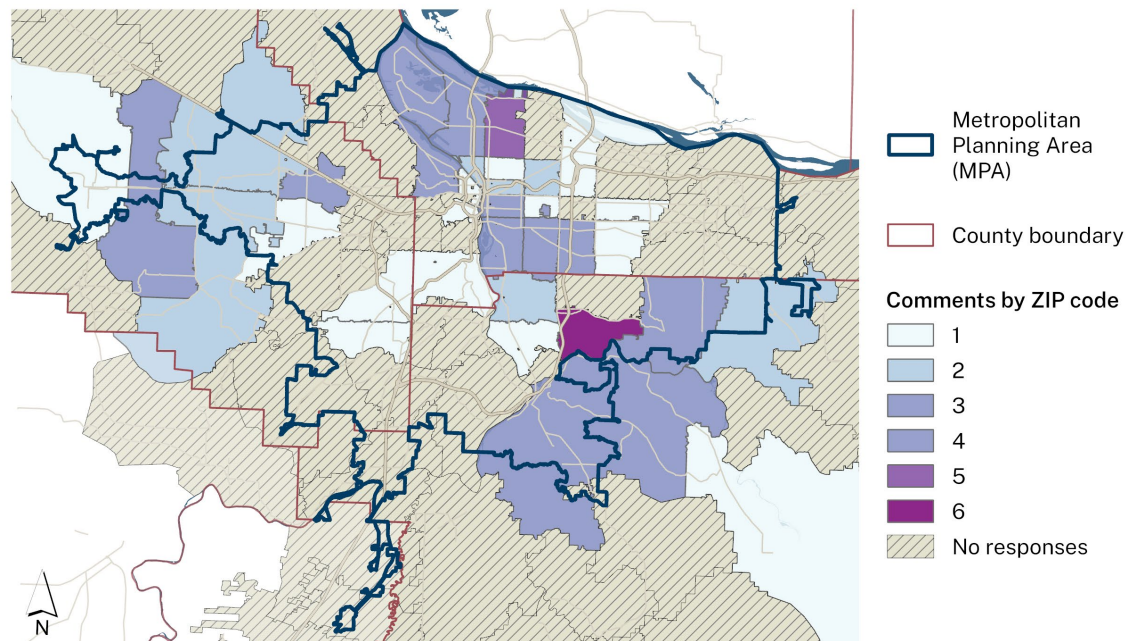 Metropolitan
Planning Area
(MPA)
County boundary
Comments by ZIP code
1
2
3
4
5
6
No responses
N